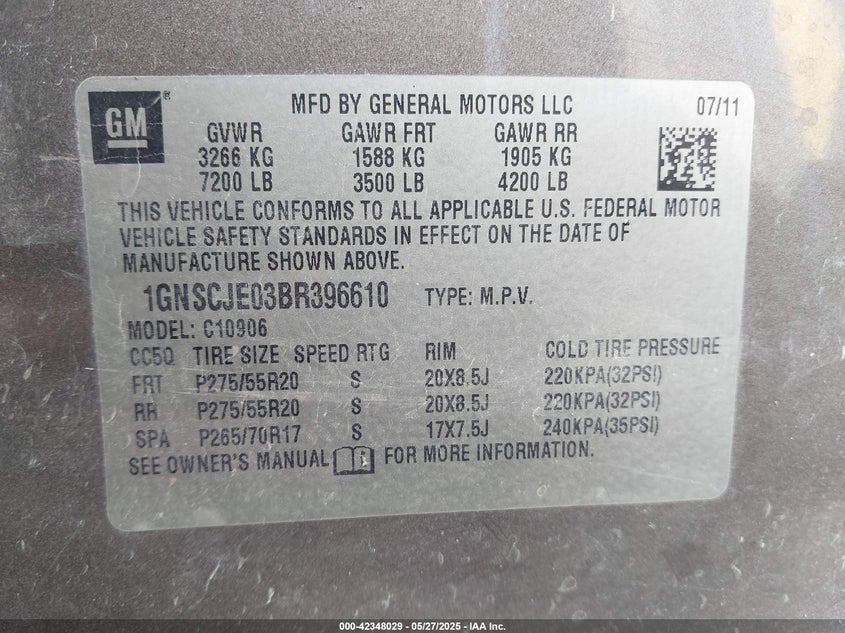 GM® MFD BY GENERAL MOTORS LLC 07/11
GVWR GAWR FRT GAWR RR
3266 KG 1588 KG 1905 KG
7200 LB 3500 LB 4200 LB
THIS VEHICLE CONFORMS TO ALL APPLICABLE U.S. FEDERAL MOTOR
VEHICLE SAFETY STANDARDS IN EFFECT ON THE DATE OF
MANUFACTURE SHOWN ABOVE.
1GNSCJE03BR396610 TYPE: M.P.V.
MODEL: C10906
CC5Q TIRE SIZE SPEED RTG RIM COLD TIRE PRESSURE
FRT P275/55R20 S 20X8.5J 220KPA(32PSI)
RR P275/55R20 S 20X8.5J 220KPA(32PSI)
SPA P265/70R17 S 17X7.5J 240KPA(35PSI)
SEE OWNER'S MANUAL FOR MORE INFORMATION.
000-42348029 — 05/27/2025 — IAA Inc.